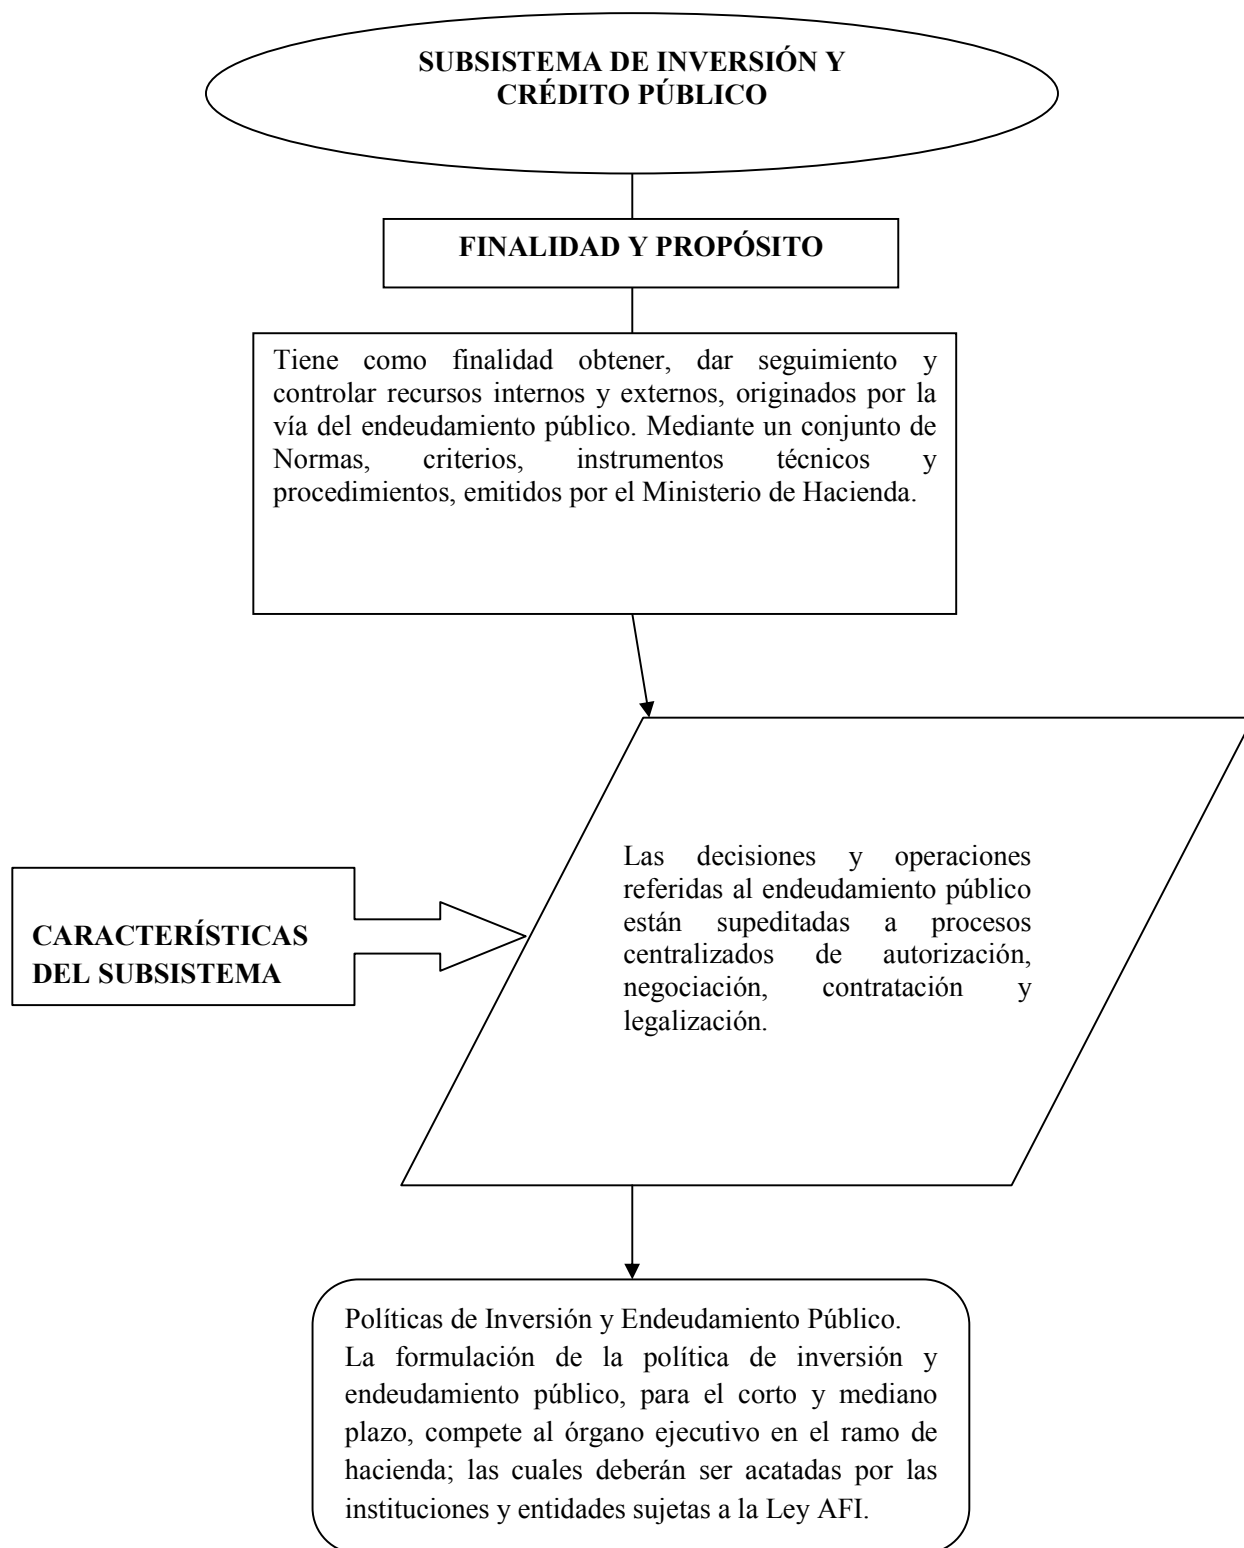 SUBSISTEMA DE INVERSIÓN Y
CRÉDITO PÚBLICO
FINALIDAD Y PROPÓSITO
Tiene como finalidad obtener, dar seguimiento y
controlar recursos internos y externos, originados por la
vía del endeudamiento público. Mediante un conjunto de
Normas, criterios, instrumentos técnicos y
procedimientos, emitidos por el Ministerio de Hacienda.
CARACTERÍSTICAS
DEL SUBSISTEMA
Las decisiones y operaciones
referidas al endeudamiento público
están supeditadas a procesos
centralizados de autorización,
negociación, contratación y
legalización.
Políticas de Inversión y Endeudamiento Público.
La formulación de la política de inversión y
endeudamiento público, para el corto y mediano
plazo, compete al órgano ejecutivo en el ramo de
hacienda; las cuales deberán ser acatadas por las
instituciones y entidades sujetas a la Ley AFI.